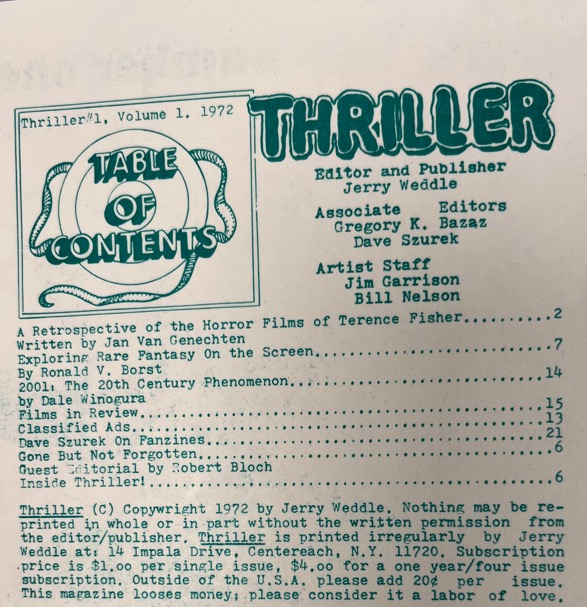 Thriller#1, Volume 1. 1972
TABLE
OF
CONTENTS
THRILLER
Editor and Publisher
Jerry Weddle
Associate Editors
Gregory K. Bazaz
Dave Szurek
Artist Staff
Jim Garrison
Bill Nelson
A Retrospective of the Horror Films of Terence Fisher..........2
Written by Jan Van Genechten
Exploring Rare Fantasy On the Screen...........................7
By Ronald V. Borst
2001: The 20th Century Phenomenon.............................14
by Dale Winogura
Films in Review...............................................15
Classified Ads................................................13
Dave Szurek On Fanzines.......................................21
Gone But Not Forgotten.........................................6
Guest Editorial by Robert Bloch
Inside Thriller!...............................................6
Thriller (C) Copywright 1972 by Jerry Weddle. Nothing may be re-
printed in whole or in part without the written permission from
the editor/publisher. Thriller is printed irregularly by Jerry
Weddle at: 14 Impala Drive, Centereach, N.Y. 11720. Subscription
price is $1.oo per single issue, $4.oo for a one year/four issue
subscription. Outside of the U.S.A. please add 20¢ per issue.
This magazine looses money; please consider it a labor of love.